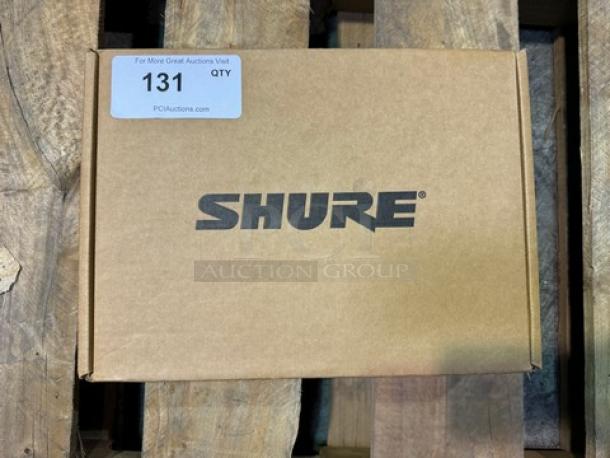 For More Great Auctions Visit
131 QTY
PCIAuctions.com
SHURE®
AUCTION GROUP